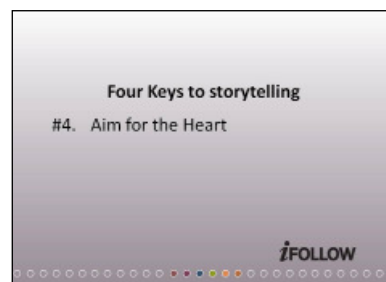 Four Keys to storytelling
#4. Aim for the Heart
iFOLLOW